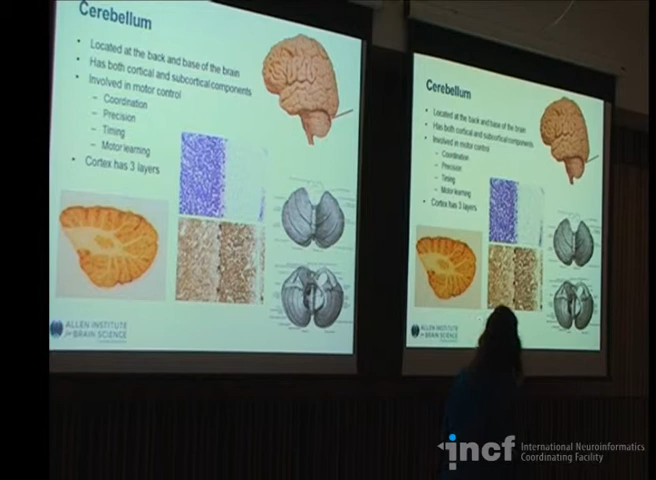 Cerebellum
• Located at the back and base of the brain
• Has both cortical and subcortical components
• Involved in motor control
– Coordination
– Precision
– Timing
– Motor learning
• Cortex has 3 layers
ALLEN INSTITUTE
for BRAIN SCIENCE
Cerebellum
• Located at the back and base of the brain
• Has both cortical and subcortical components
• Involved in motor control
– Coordination
– Precision
– Timing
– Motor learning
• Cortex has 3 layers
ALLEN INSTITUTE
for BRAIN SCIENCE
incf International Neuroinformatics
Coordinating Facility